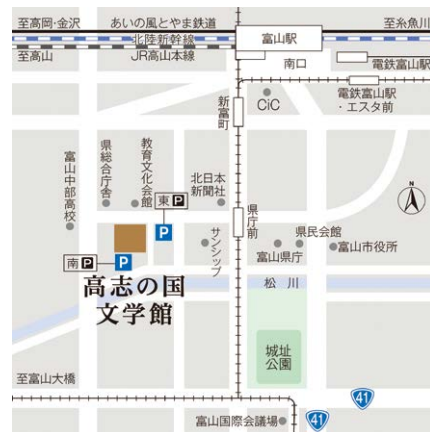 至高岡・金沢
あいの風とやま鉄道
至糸魚川
北陸新幹線
富山駅
至高山
JR高山本線
南口
電鉄富山駅
CiC
電鉄富山駅
・エスタ前
新富町
富山中部高校
県総合庁舎
教育文化会館
北日本
新聞社
東P
県庁前
サンシップ
県民会館
富山県庁
富山市役所
P
南P
P
高志の国
文学館
松川
城址
公園
至富山大橋
41
富山国際会議場
41